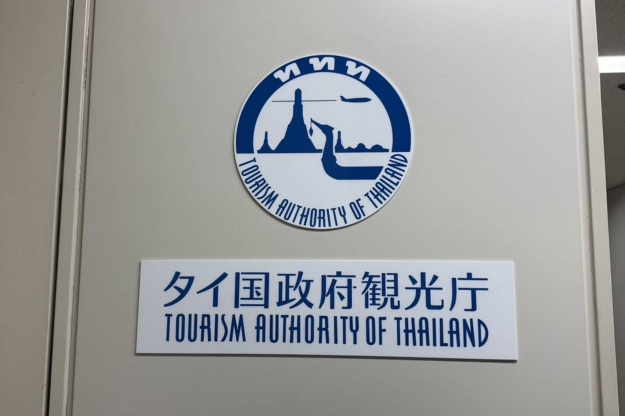 ททท
TOURISM AUTHORITY OF THAILAND
タイ国政府観光庁
TOURISM AUTHORITY OF THAILAND